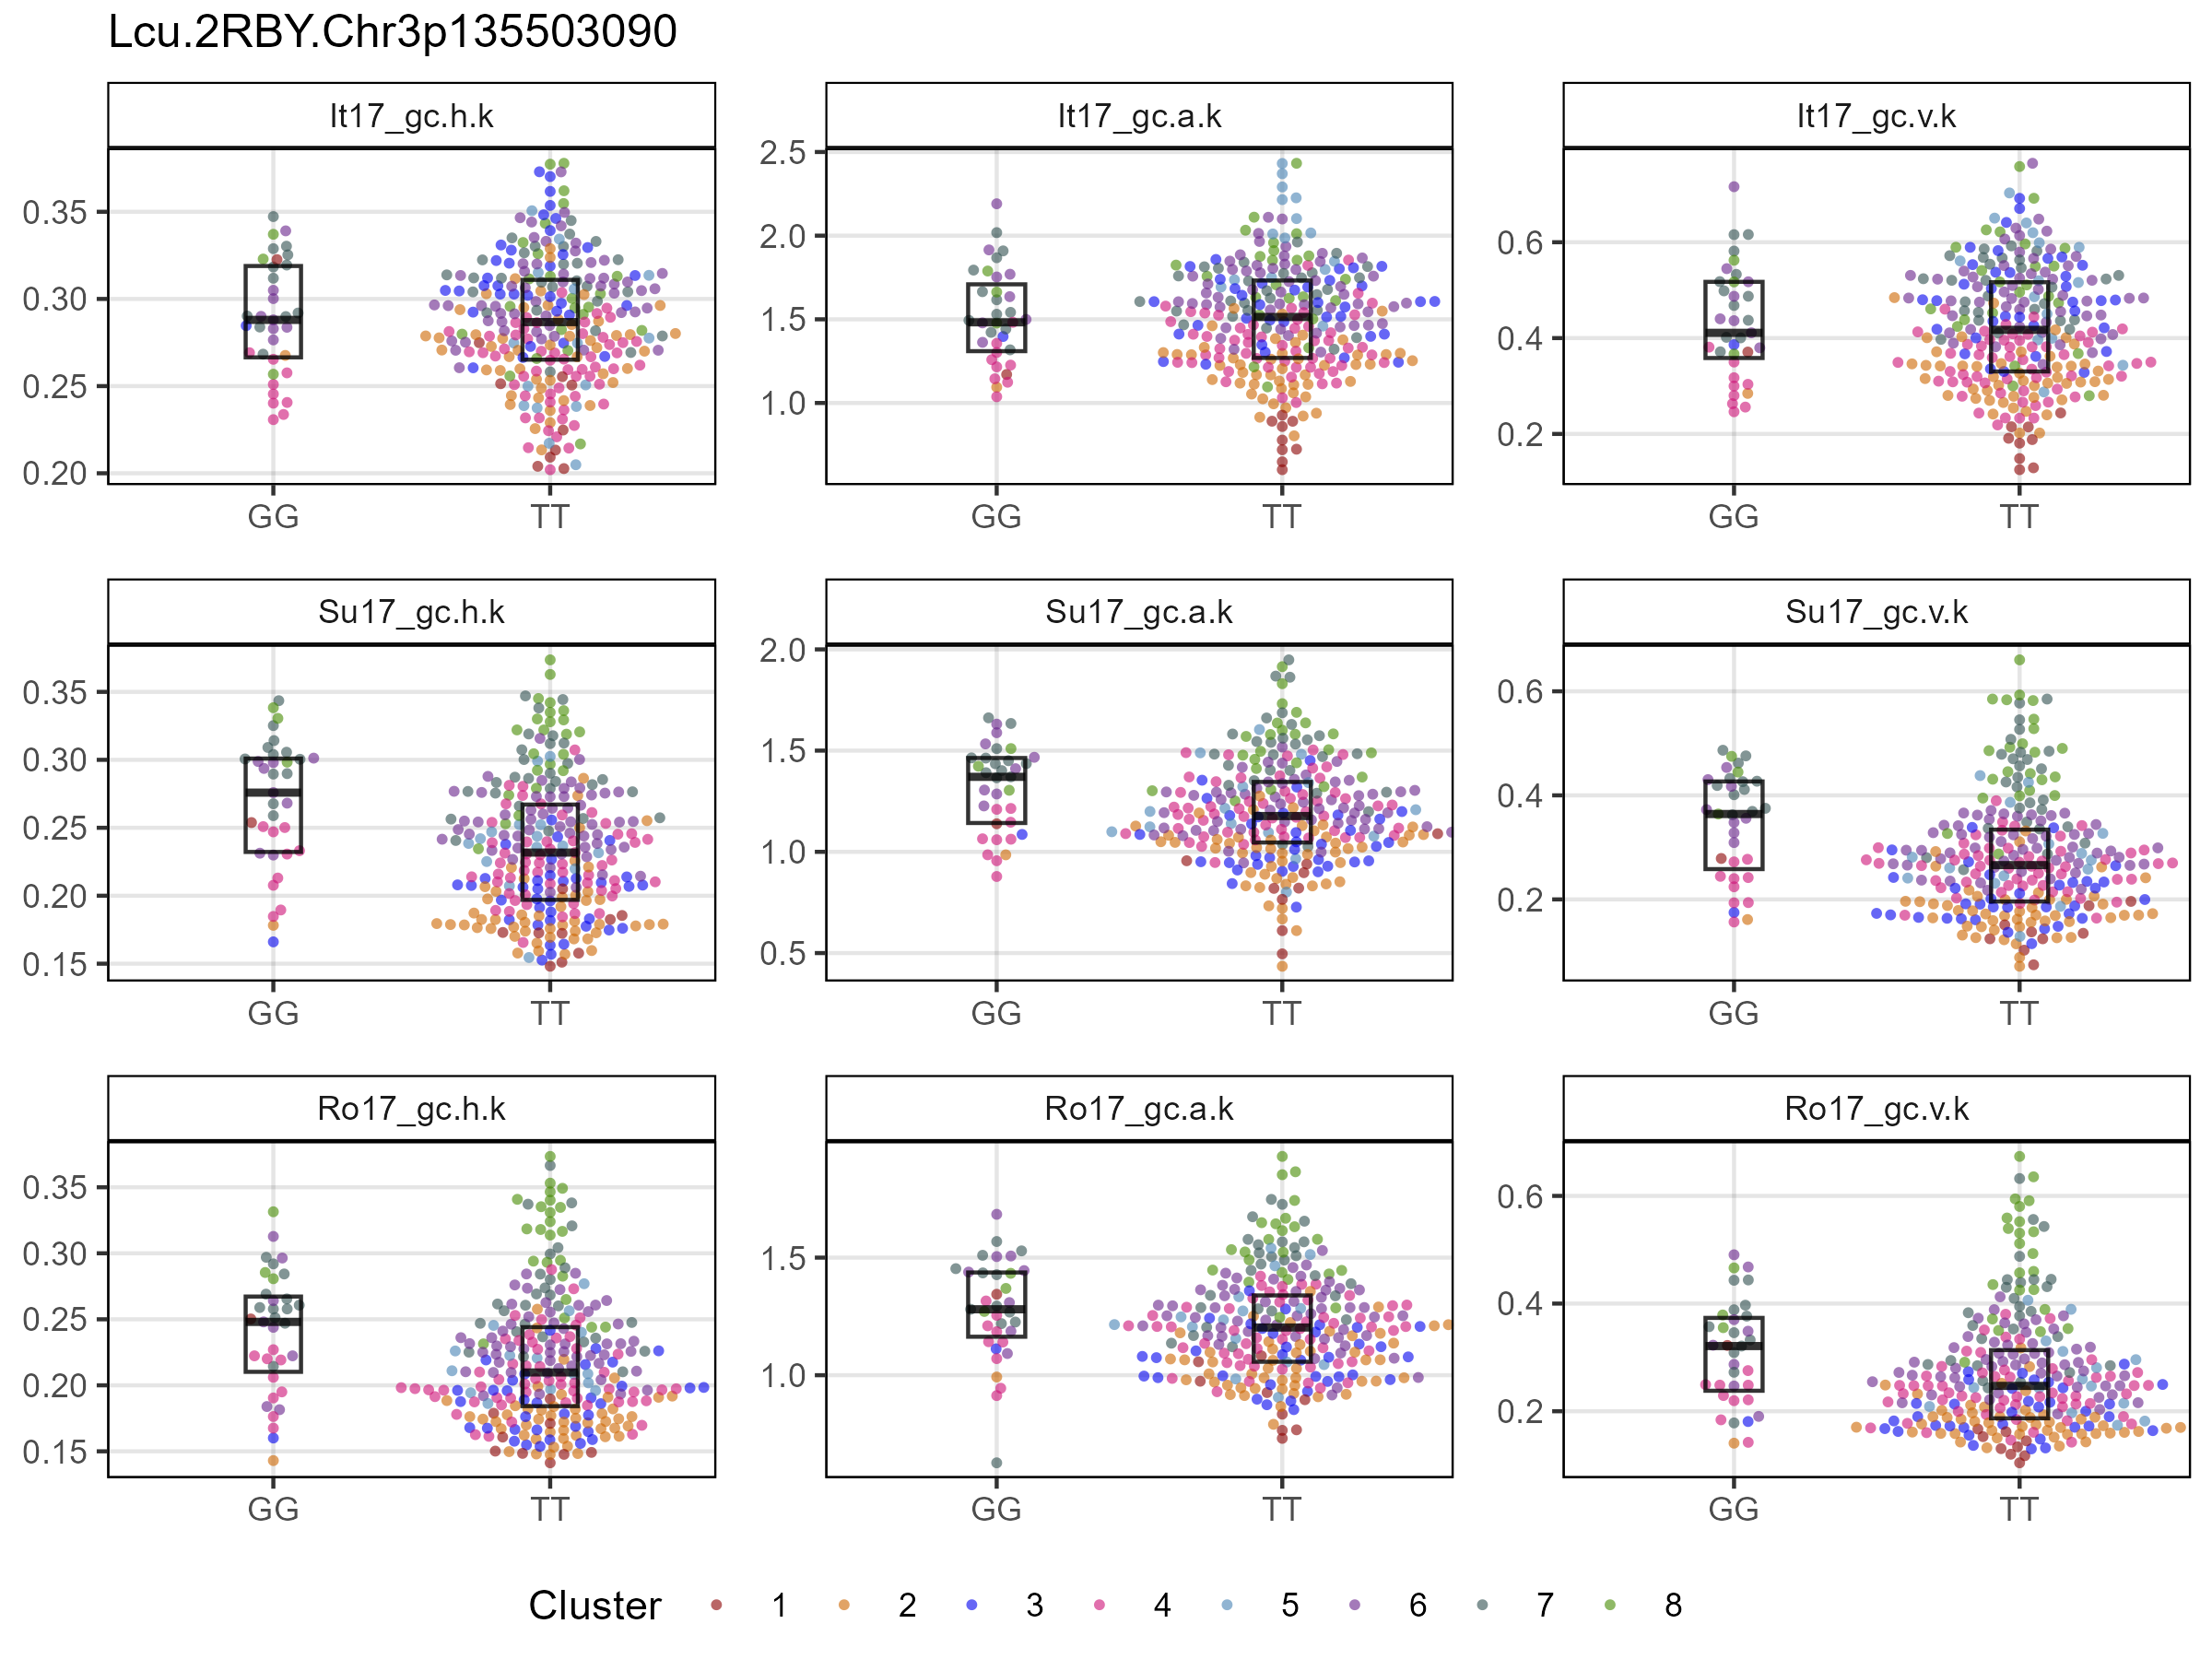 Lcu.2RBY.Chr3p135503090
It17_gc.h.k
It17_gc.a.k
It17_gc.v.k
0.35
0.30
0.25
0.20
2.5
2.0
1.5
1.0
0.6
0.4
0.2
GG TT
GG TT
GG TT
Su17_gc.h.k
Su17_gc.a.k
Su17_gc.v.k
0.35
0.30
0.25
0.20
0.15
2.0
1.5
1.0
0.5
0.6
0.4
0.2
GG TT
GG TT
GG TT
Ro17_gc.h.k
Ro17_gc.a.k
Ro17_gc.v.k
0.35
0.30
0.25
0.20
0.15
1.5
1.0
0.6
0.4
0.2
GG TT
GG TT
GG TT
Cluster 1 2 3 4 5 6 7 8